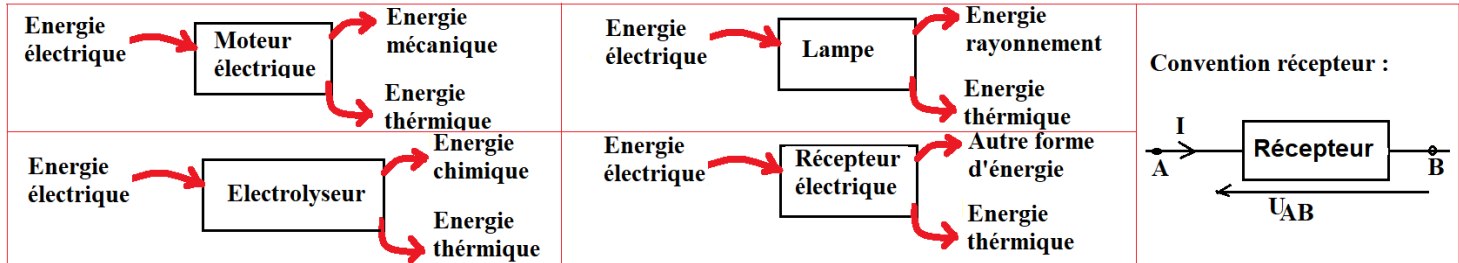 Energie
électrique
Moteur
électrique
Energie
mécanique
Energie
thérmique
Energie
électrique
Lampe
Energie
rayonnement
Energie
thérmique
Convention récepteur :
I
A
Récepteur
B
UAB
Energie
électrique
Electrolyseur
Energie
chimique
Energie
thérmique
Energie
électrique
Récepteur
électrique
Autre forme
d'énergie
Energie
thérmique